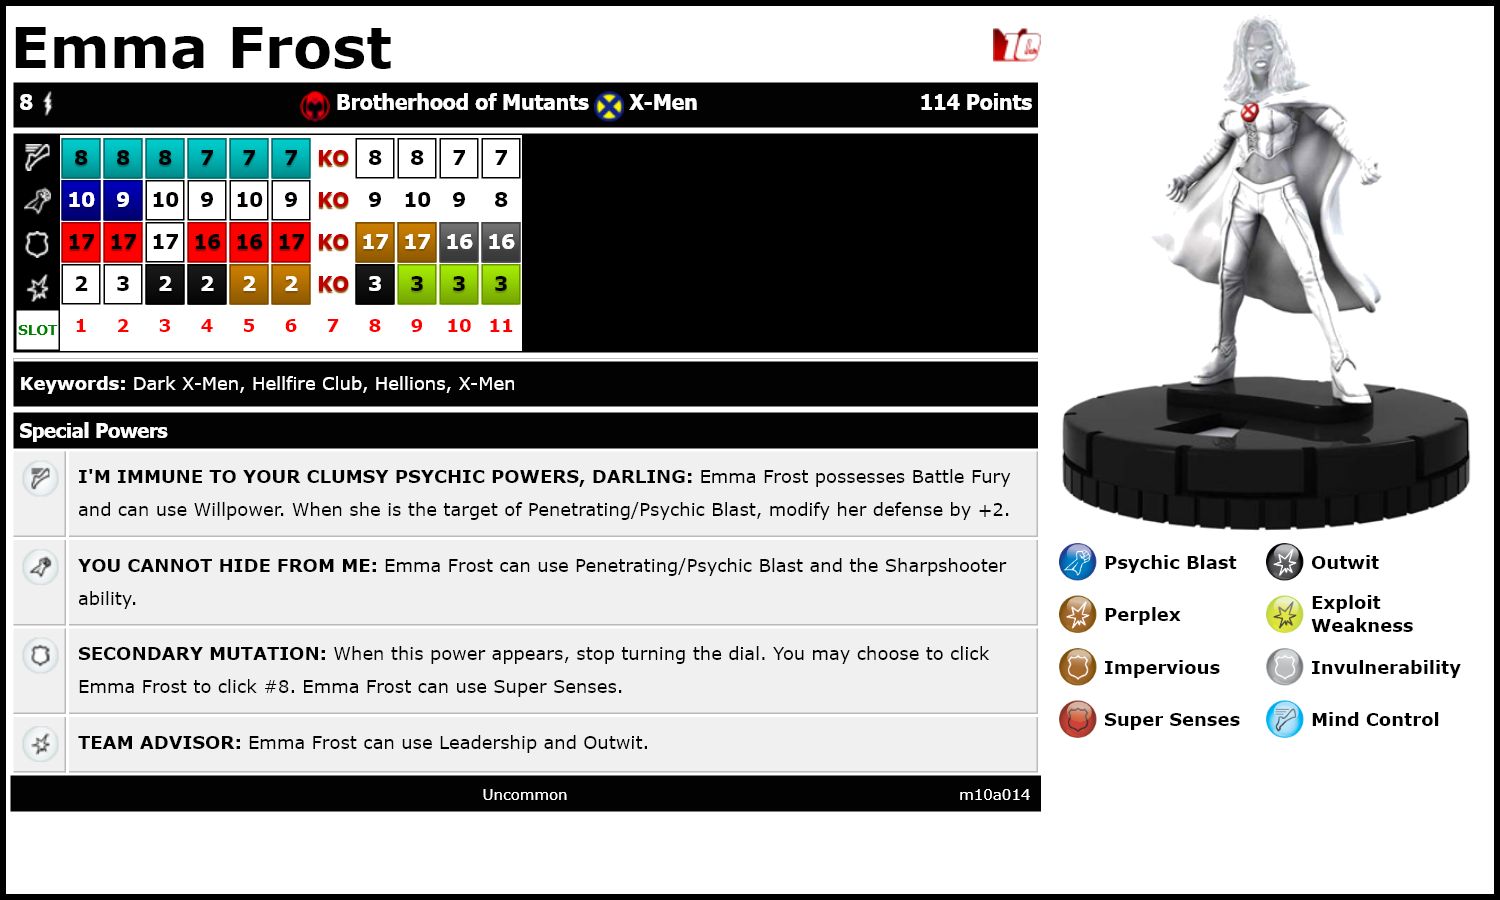 Emma Frost
8 Brotherhood of Mutants X-Men 114 Points
8 8 8 7 7 7 KO 8 8 7 7
10 9 10 9 10 9 KO 9 10 9 8
17 17 17 16 16 17 KO 17 17 16 16
2 3 2 2 2 2 KO 3 3 3 3
SLOT 1 2 3 4 5 6 7 8 9 10 11
Keywords: Dark X-Men, Hellfire Club, Hellions, X-Men
Special Powers
I'M IMMUNE TO YOUR CLUMSY PSYCHIC POWERS, DARLING: Emma Frost possesses Battle Fury
and can use Willpower. When she is the target of Penetrating/Psychic Blast, modify her defense by +2.
YOU CANNOT HIDE FROM ME: Emma Frost can use Penetrating/Psychic Blast and the Sharpshooter
ability.
SECONDARY MUTATION: When this power appears, stop turning the dial. You may choose to click
Emma Frost to click #8. Emma Frost can use Super Senses.
TEAM ADVISOR: Emma Frost can use Leadership and Outwit.
Uncommon m10a014
Psychic Blast Outwit
Perplex Exploit
Weakness
Impervious Invulnerability
Super Senses Mind Control